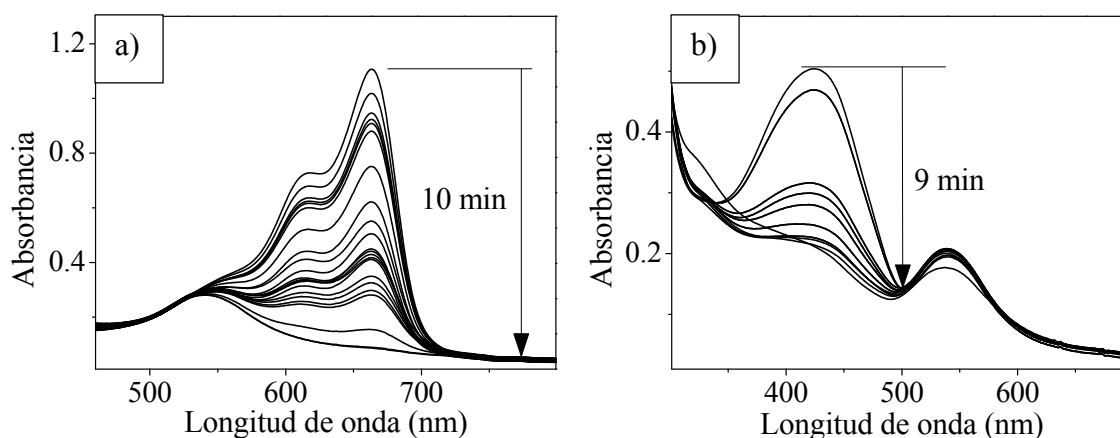 a)
1.2
0.8
0.4
Absorbancia
10 min
500
600
700
Longitud de onda (nm)
b)
0.4
0.2
Absorbancia
9 min
400
500
600
Longitud de onda (nm)